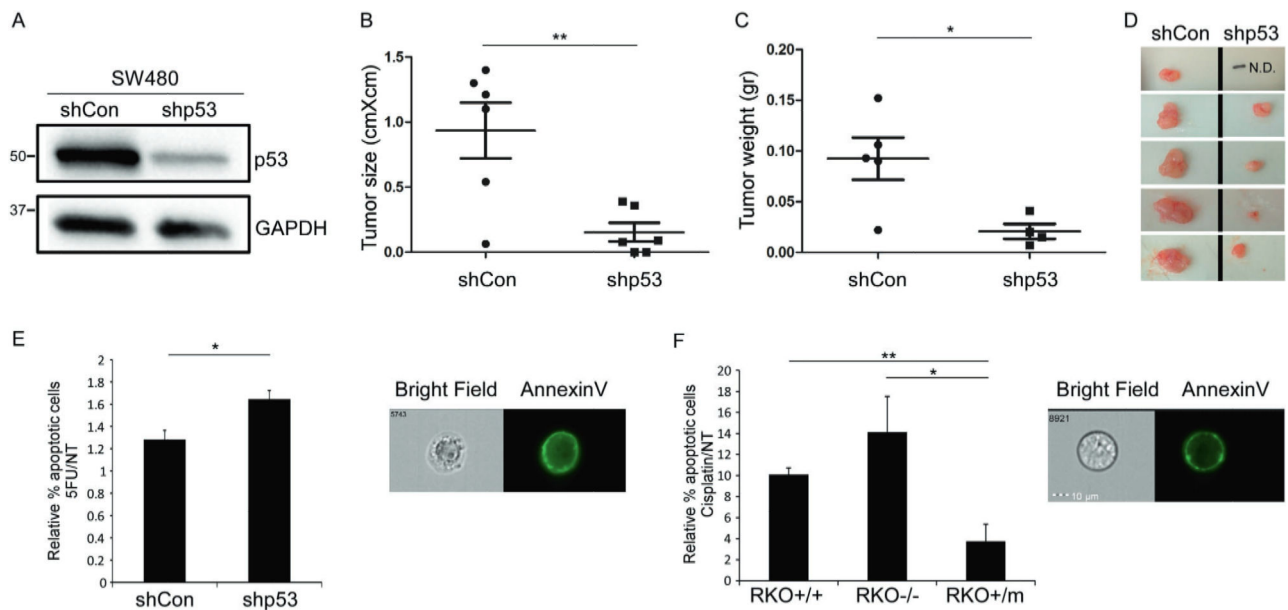 A
SW480
shCon shp53
50
p53
37
GAPDH
B
**
Tumor size (cmXcm)
1.5
1.0
0.5
0.0
shCon shp53
C
*
Tumor weight (gr)
0.20
0.15
0.10
0.05
0.00
shCon shp53
D
shCon shp53
N.D.
E
*
Relative % apoptotic cells
5FU/NT
2
1.8
1.6
1.4
1.2
1
0.8
0.6
0.4
0.2
0
shCon shp53
Bright Field AnnexinV
5743
F
**
*
Relative % apoptotic cells
Cisplatin/NT
20
18
16
14
12
10
8
6
4
2
0
RKO+/+ RKO-/- RKO+/m
Bright Field AnnexinV
8921
10 μm